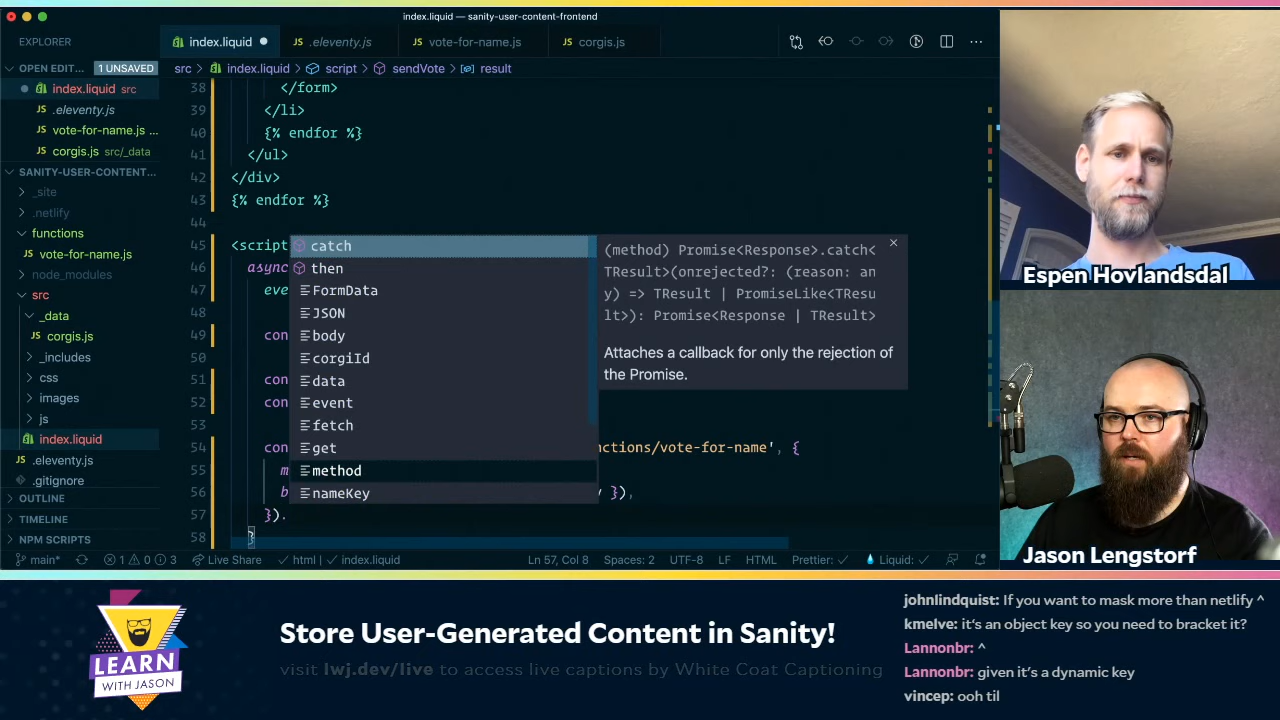 index.liquid — sanity-user-content-frontend
EXPLORER
index.liquid
.eleventy.js
vote-for-name.js
corgis.js
OPEN EDIT... 1 UNSAVED
src > index.liquid > script > sendVote > result
index.liquid src
.eleventy.js
vote-for-name.js ...
corgis.js src/_data
SANITY-USER-CONTENT...
_site
.netlify
functions
vote-for-name.js
node_modules
src
_data
corgis.js
_includes
css
images
js
index.liquid
.eleventy.js
.gitignore
OUTLINE
TIMELINE
NPM SCRIPTS
38 </form>
39 </li>
40 {% endfor %}
41 </ul>
42 </div>
43 {% endfor %}
44
45 <script
46 async
47 eve
48
49 con
50
51 con
52 con
53
54 con nctions/vote-for-name', {
55 m
56 b y }),
57 }).
58 }
catch
then
FormData
JSON
body
corgiId
data
event
fetch
get
method
nameKey
(method) Promise<Response>.catch<
TResult>(onrejected?: (reason: an
y) => TResult | PromiseLike<TResu
lt>): Promise<Response | TResult>
Attaches a callback for only the rejection of
the Promise.
main* 1 0 3 Live Share html | index.liquid Ln 57, Col 8 Spaces: 2 UTF-8 LF HTML Prettier: Liquid:
Espen Hovlandsdal
Jason Lengstorf
LEARN
WITH JASON
Store User-Generated Content in Sanity!
visit lwj.dev/live to access live captions by White Coat Captioning
johnlindquist: If you want to mask more than netlify ^
kmelve: it's an object key so you need to bracket it?
Lannonbr: ^
Lannonbr: given it's a dynamic key
vincep: ooh til